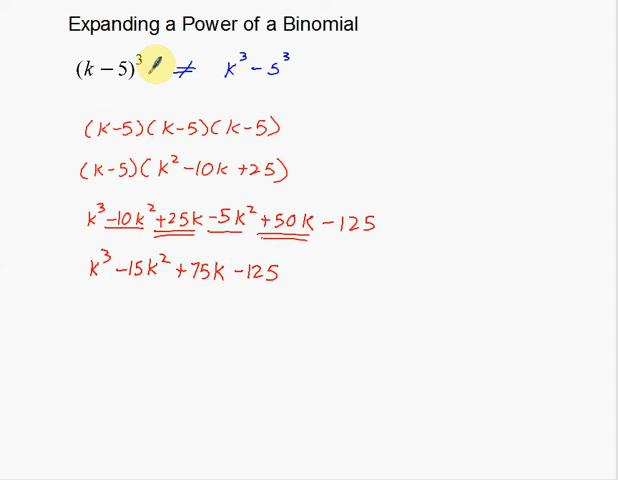 Expanding a Power of a Binomial
(k − 5)³ ≠ k³ − 5³
(k−5)(k−5)(k−5)
(k−5)(k² −10k +25)
k³ −10k² +25k −5k² +50k −125
k³ −15k² +75k −125